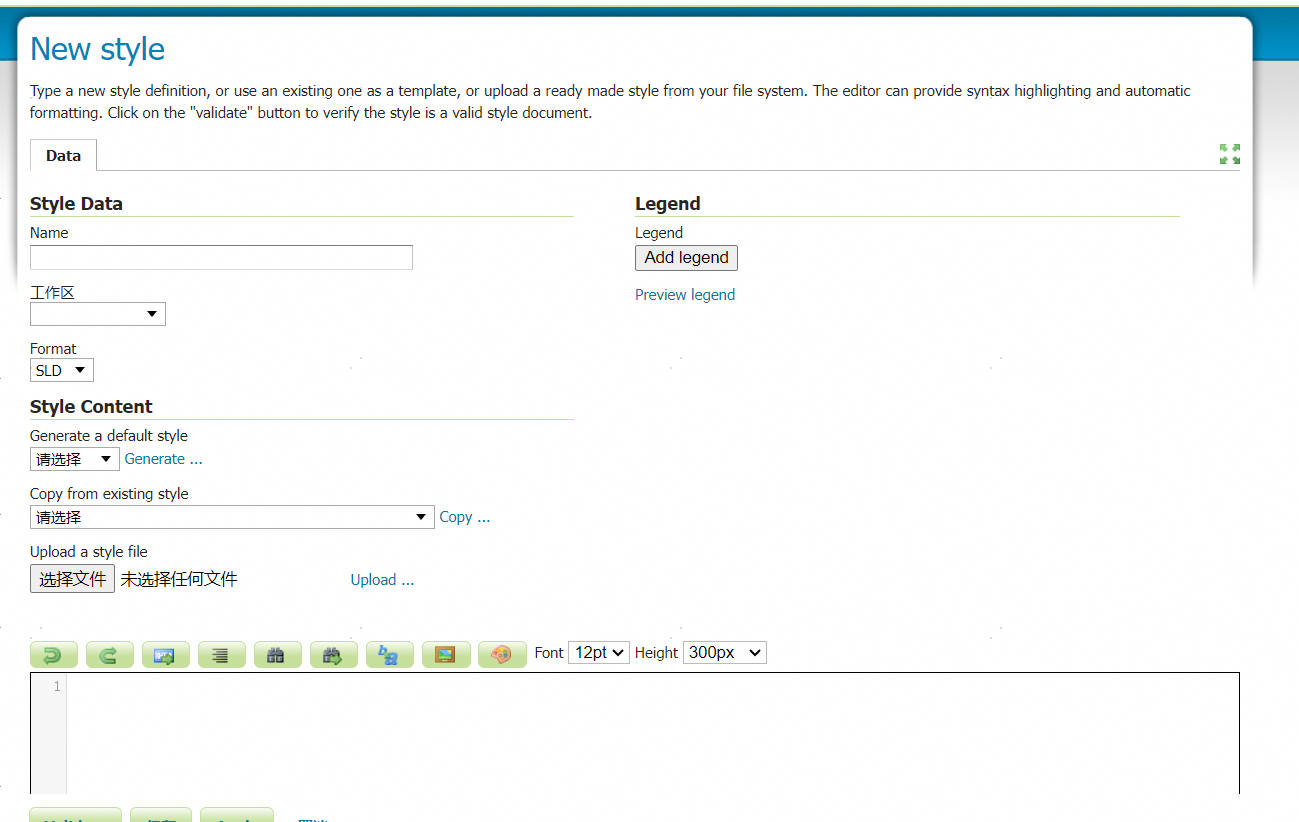 New style
Type a new style definition, or use an existing one as a template, or upload a ready made style from your file system. The editor can provide syntax highlighting and automatic
formatting. Click on the "validate" button to verify the style is a valid style document.
Data
Style Data
Name
工作区
Format
SLD
Legend
Legend
Add legend
Preview legend
Style Content
Generate a default style
请选择 Generate ...
Copy from existing style
请选择 Copy ...
Upload a style file
选择文件 未选择任何文件 Upload ...
Font 12pt Height 300px
1